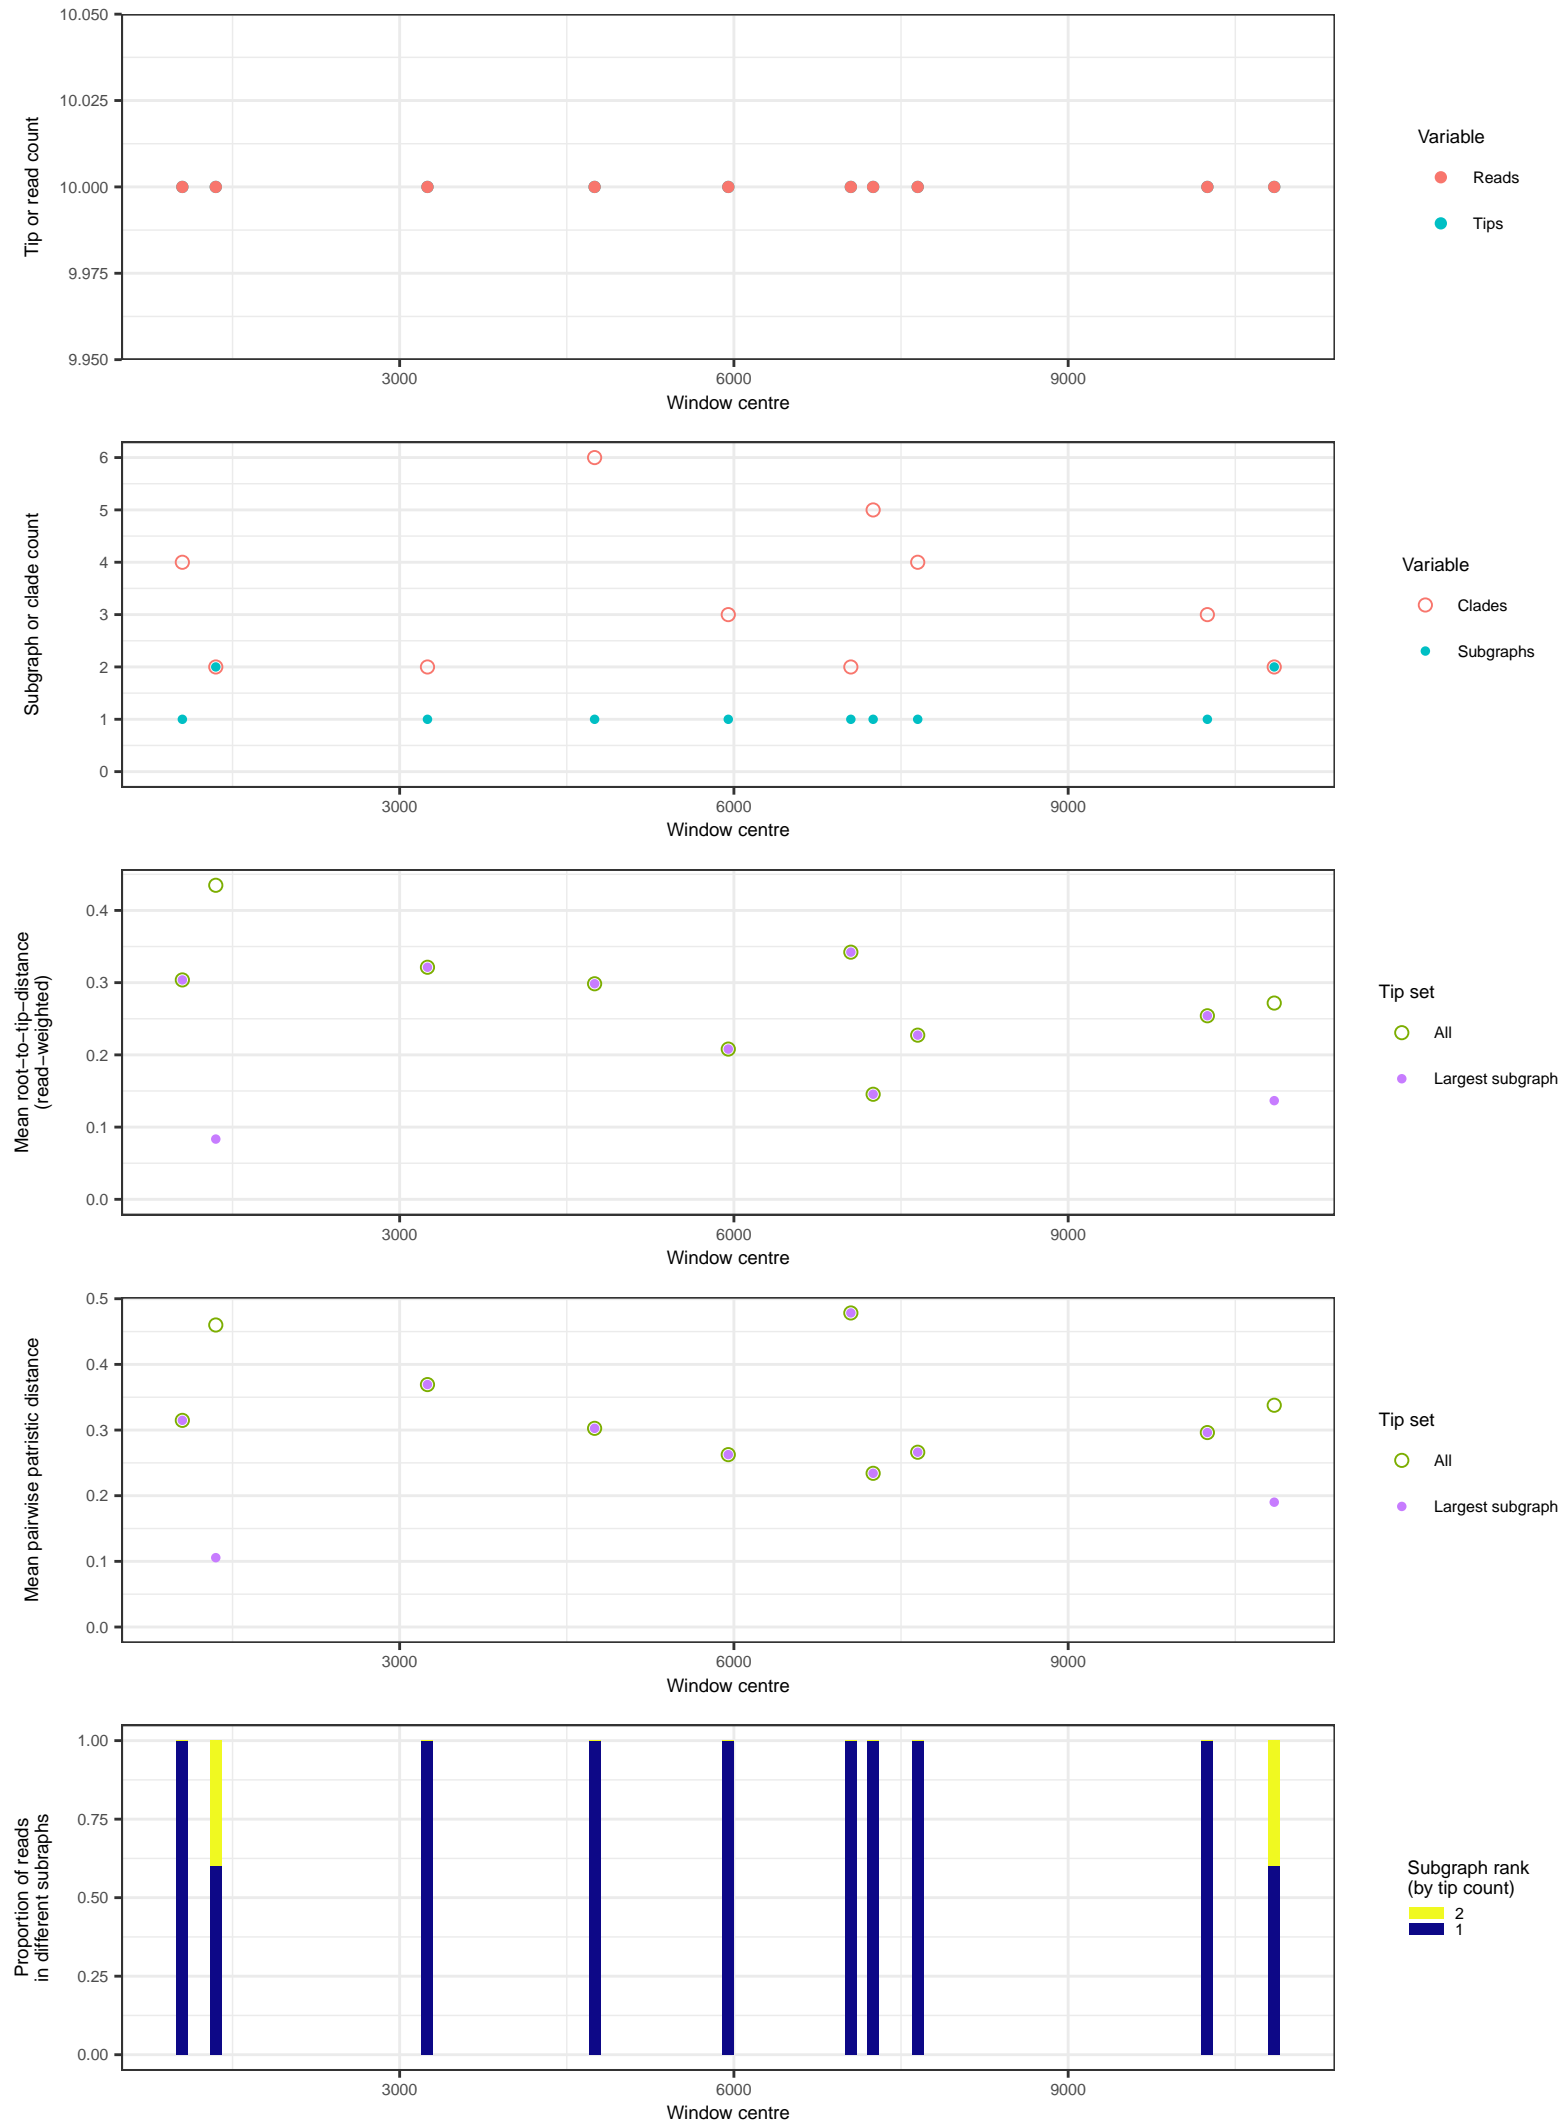 10.050
10.025
10.000
9.975
9.950
Tip or read count
3000
6000
9000
Window centre
Variable
Reads
Tips
6
5
4
3
2
1
0
Subgraph or clade count
3000
6000
9000
Window centre
Variable
Clades
Subgraphs
0.4
0.3
0.2
0.1
0.0
Mean root−to−tip−distance
(read−weighted)
3000
6000
9000
Window centre
Tip set
All
Largest subgraph
0.5
0.4
0.3
0.2
0.1
0.0
Mean pairwise patristic distance
3000
6000
9000
Window centre
Tip set
All
Largest subgraph
1.00
0.75
0.50
0.25
0.00
Proportion of reads
in different subraphs
3000
6000
9000
Window centre
Subgraph rank
(by tip count)
2
1